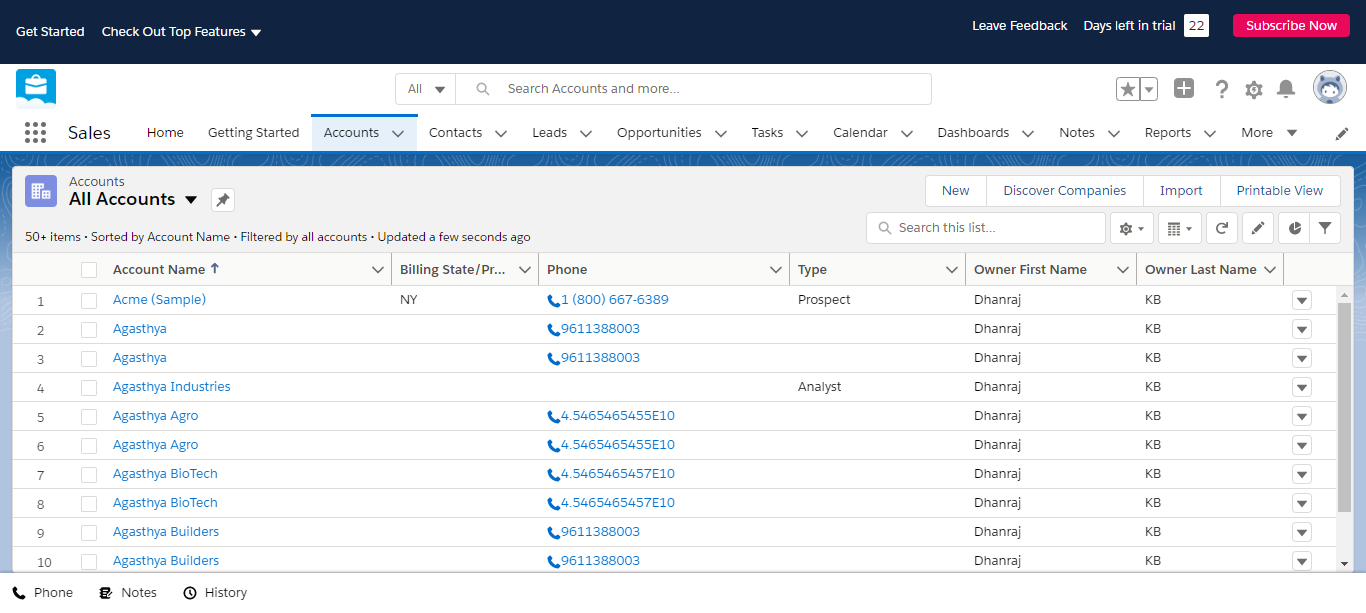 Get Started Check Out Top Features Leave Feedback Days left in trial 22 Subscribe Now
All Search Accounts and more...
Sales Home Getting Started Accounts Contacts Leads Opportunities Tasks Calendar Dashboards Notes Reports More
Accounts
All Accounts
New Discover Companies Import Printable View
50+ items • Sorted by Account Name • Filtered by all accounts • Updated a few seconds ago
Search this list...
Account Name ↑ Billing State/Pr... Phone Type Owner First Name Owner Last Name
1 Acme (Sample) NY 1 (800) 667-6389 Prospect Dhanraj KB
2 Agasthya 9611388003 Dhanraj KB
3 Agasthya 9611388003 Dhanraj KB
4 Agasthya Industries Analyst Dhanraj KB
5 Agasthya Agro 4.5465465455E10 Dhanraj KB
6 Agasthya Agro 4.5465465455E10 Dhanraj KB
7 Agasthya BioTech 4.5465465457E10 Dhanraj KB
8 Agasthya BioTech 4.5465465457E10 Dhanraj KB
9 Agasthya Builders 9611388003 Dhanraj KB
10 Agasthya Builders 9611388003 Dhanraj KB
Phone Notes History